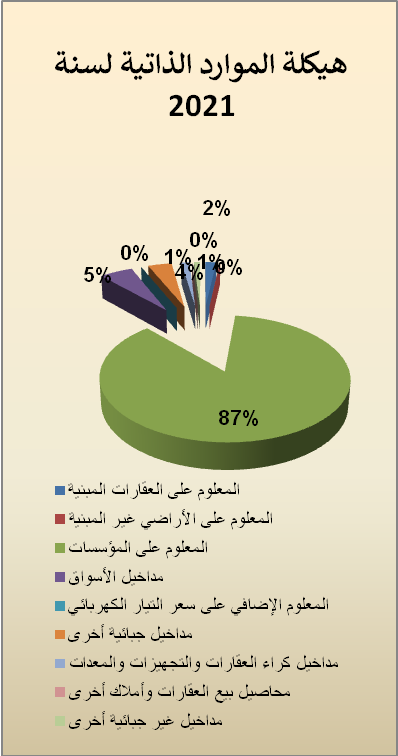 هيكلة الموارد الذاتية لسنة
2021
2%
0%
0%
1%
1%
0%
5%
4%
87%
المعلوم على العقارات المبنية
المعلوم على الأراضي غير المبنية
المعلوم على المؤسسات
مداخيل الأسواق
المعلوم الإضافي على سعر التيار الكهربائي
مداخيل جبائية أخرى
مداخيل كراء العقارات والتجهيزات والمعدات
محاصيل بيع العقارات وأملاك أخرى
مداخيل غير جبائية أخرى